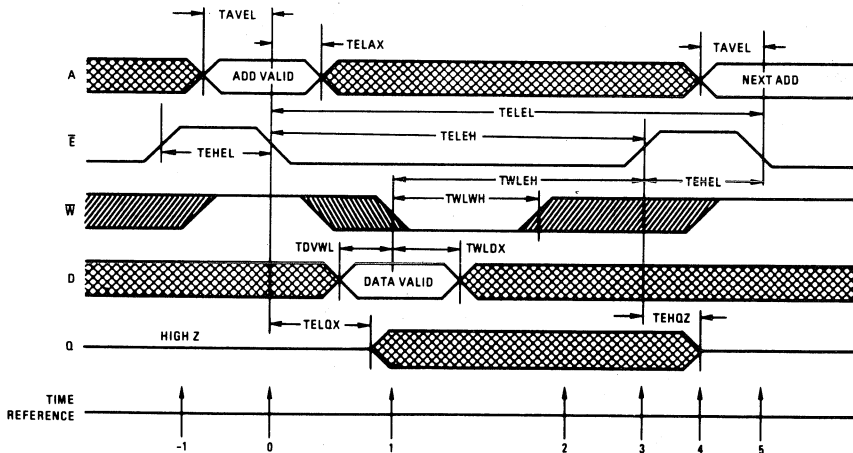 TAVEL
TELAX
TAVEL
A
ADD VALID
NEXT ADD
TELEL
E
TELEH
TEHEL
TWLEH
TEHEL
W
TWLWH
TDVWL
TWLDX
D
DATA VALID
TELQX
TEHQZ
Q
HIGH Z
TIME
REFERENCE
-1 0 1 2 3 4 5